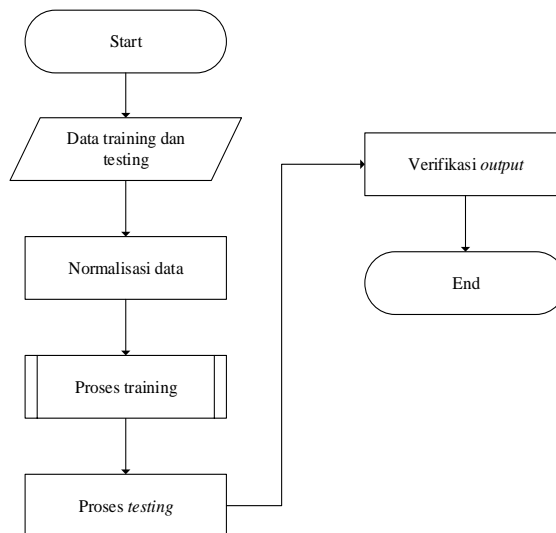 Start
Data training dan
testing
Normalisasi data
Proses training
Proses testing
Verifikasi output
End